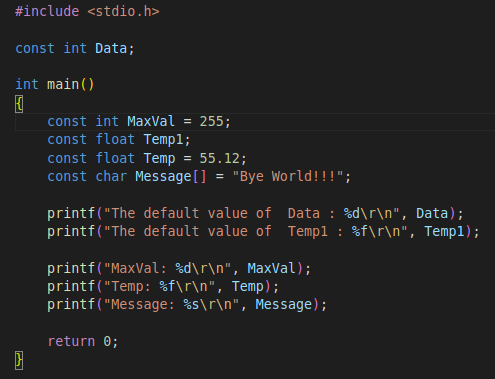 #include <stdio.h>
const int Data;
int main()
{
const int MaxVal = 255;
const float Temp1;
const float Temp = 55.12;
const char Message[] = "Bye World!!!";
printf("The default value of  Data : %d\r\n", Data);
printf("The default value of  Temp1 : %f\r\n", Temp1);
printf("MaxVal: %d\r\n", MaxVal);
printf("Temp: %f\r\n", Temp);
printf("Message: %s\r\n", Message);
return 0;
}